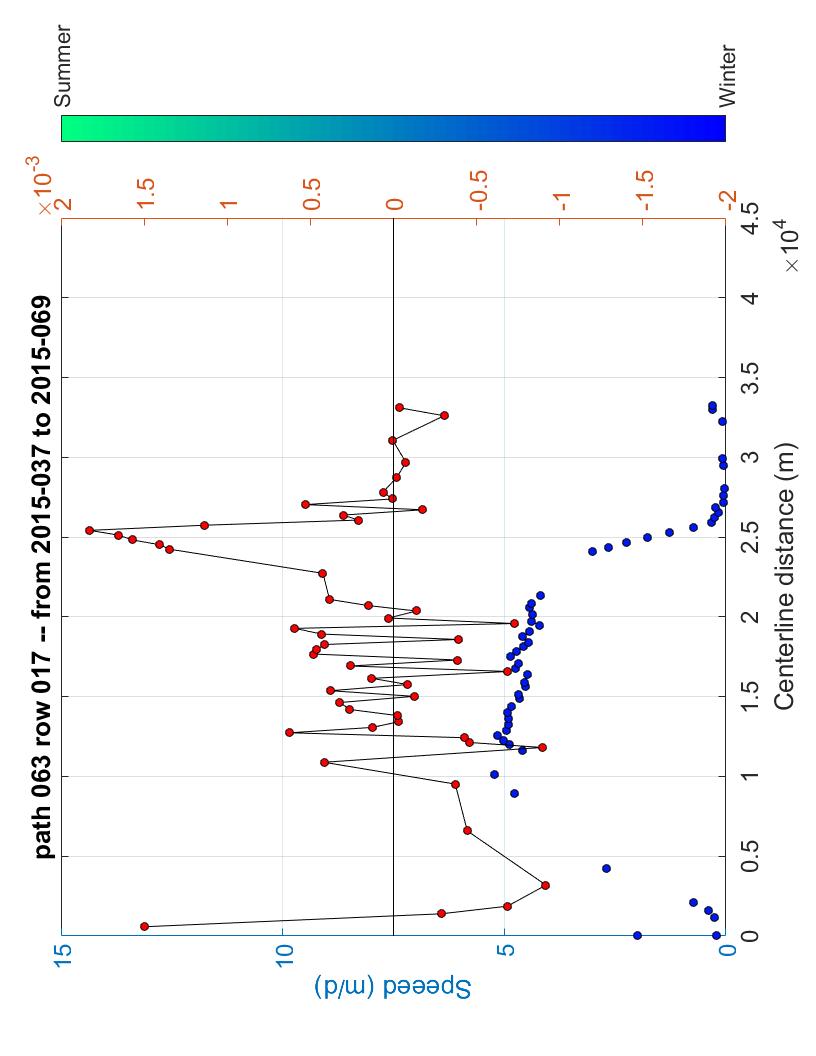 path 063 row 017 -- from 2015-037 to 2015-069
×10-3
15
10
5
0
Speeed (m/d)
2
1.5
1
0.5
0
-0.5
-1
-1.5
-2
0 0.5 1 1.5 2 2.5 3 3.5 4 4.5
×104
Centerline distance (m)
Summer
Winter